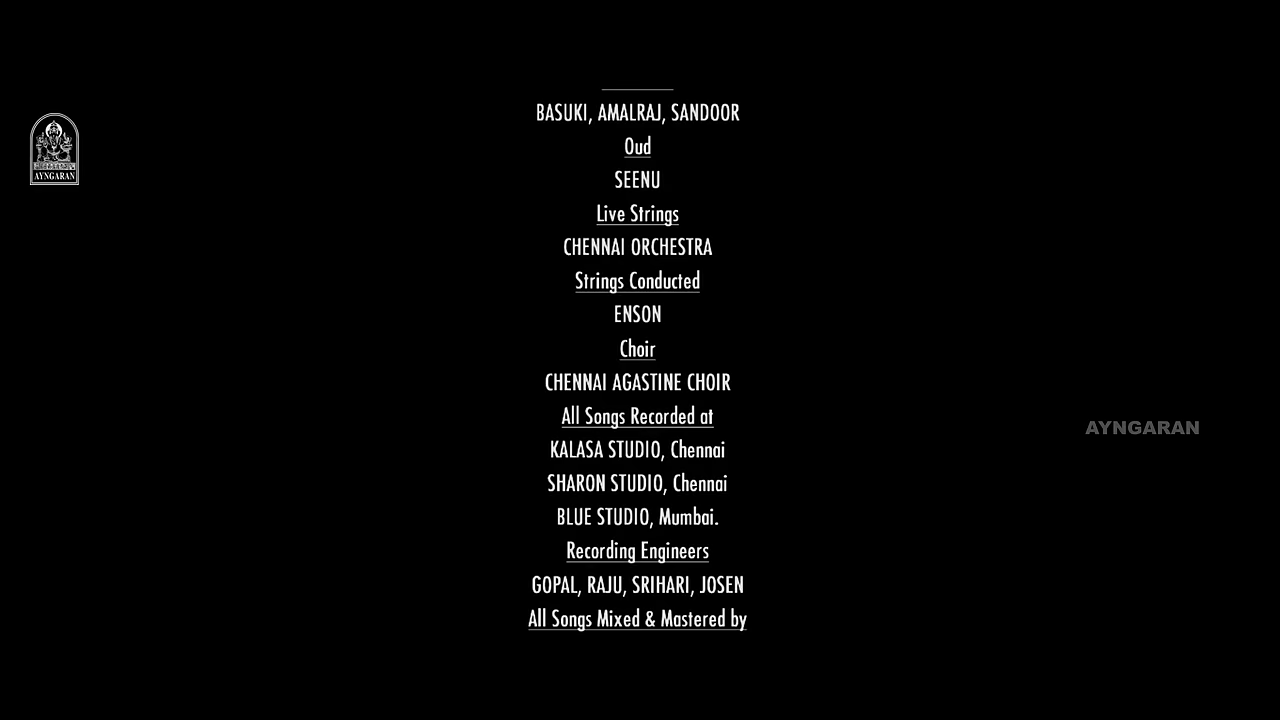 BASUKI, AMALRAJ, SANDOOR
Oud
SEENU
Live Strings
CHENNAI ORCHESTRA
Strings Conducted
ENSON
Choir
CHENNAI AGASTINE CHOIR
All Songs Recorded at
KALASA STUDIO, Chennai
SHARON STUDIO, Chennai
BLUE STUDIO, Mumbai.
Recording Engineers
GOPAL, RAJU, SRIHARI, JOSEN
All Songs Mixed & Mastered by
AYNGARAN
AYNGARAN